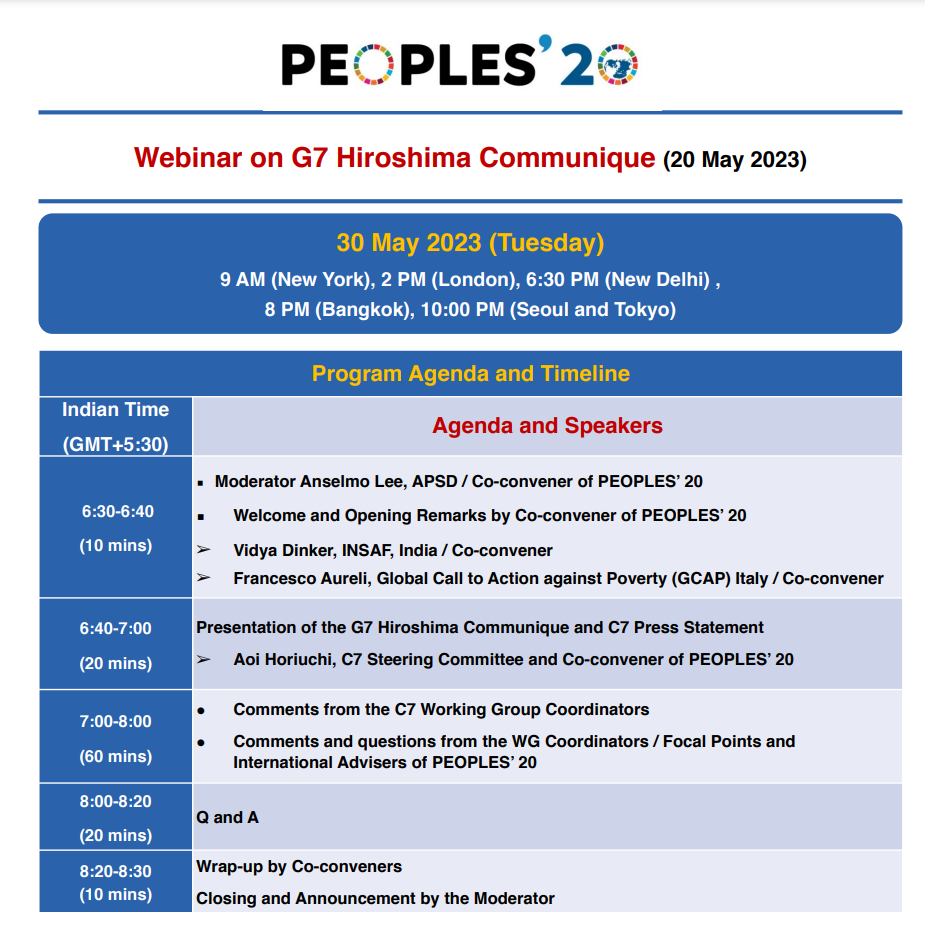 PEOPLES’20
Webinar on G7 Hiroshima Communique (20 May 2023)
30 May 2023 (Tuesday)
9 AM (New York), 2 PM (London), 6:30 PM (New Delhi) ,
8 PM (Bangkok), 10:00 PM (Seoul and Tokyo)
Program Agenda and Timeline
Indian Time
(GMT+5:30)
Agenda and Speakers
6:30-6:40
(10 mins)
▪ Moderator Anselmo Lee, APSD / Co-convener of PEOPLES’ 20
▪ Welcome and Opening Remarks by Co-convener of PEOPLES’ 20
➢ Vidya Dinker, INSAF, India / Co-convener
➢ Francesco Aureli, Global Call to Action against Poverty (GCAP) Italy / Co-convener
6:40-7:00
(20 mins)
Presentation of the G7 Hiroshima Communique and C7 Press Statement
➢ Aoi Horiuchi, C7 Steering Committee and Co-convener of PEOPLES’ 20
7:00-8:00
(60 mins)
● Comments from the C7 Working Group Coordinators
● Comments and questions from the WG Coordinators / Focal Points and
International Advisers of PEOPLES’ 20
8:00-8:20
(20 mins)
Q and A
8:20-8:30
(10 mins)
Wrap-up by Co-conveners
Closing and Announcement by the Moderator